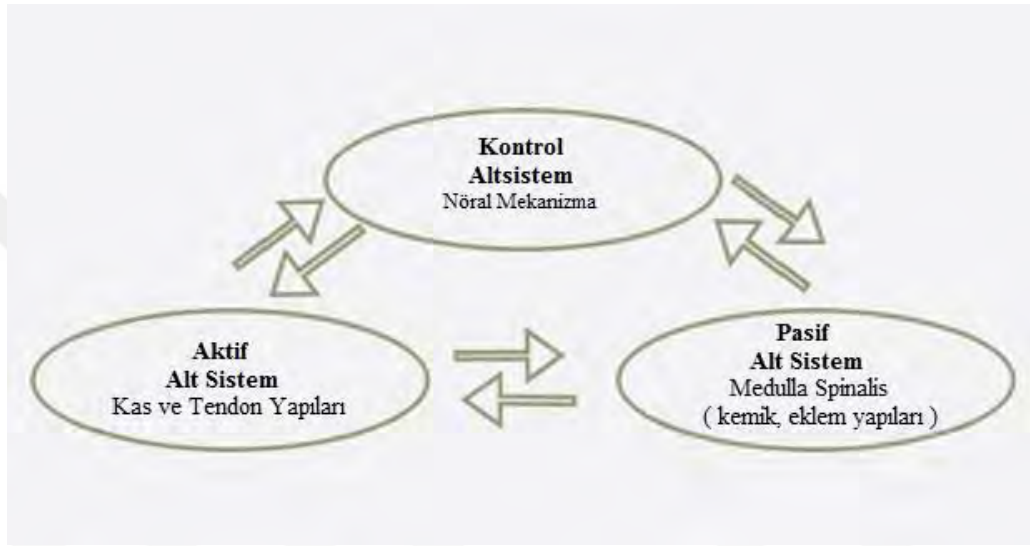 Kontrol
Altsistem
Nöral Mekanizma
Aktif
Alt Sistem
Kas ve Tendon Yapıları
Pasif
Alt Sistem
Medulla Spinalis
( kemik, eklem yapıları )